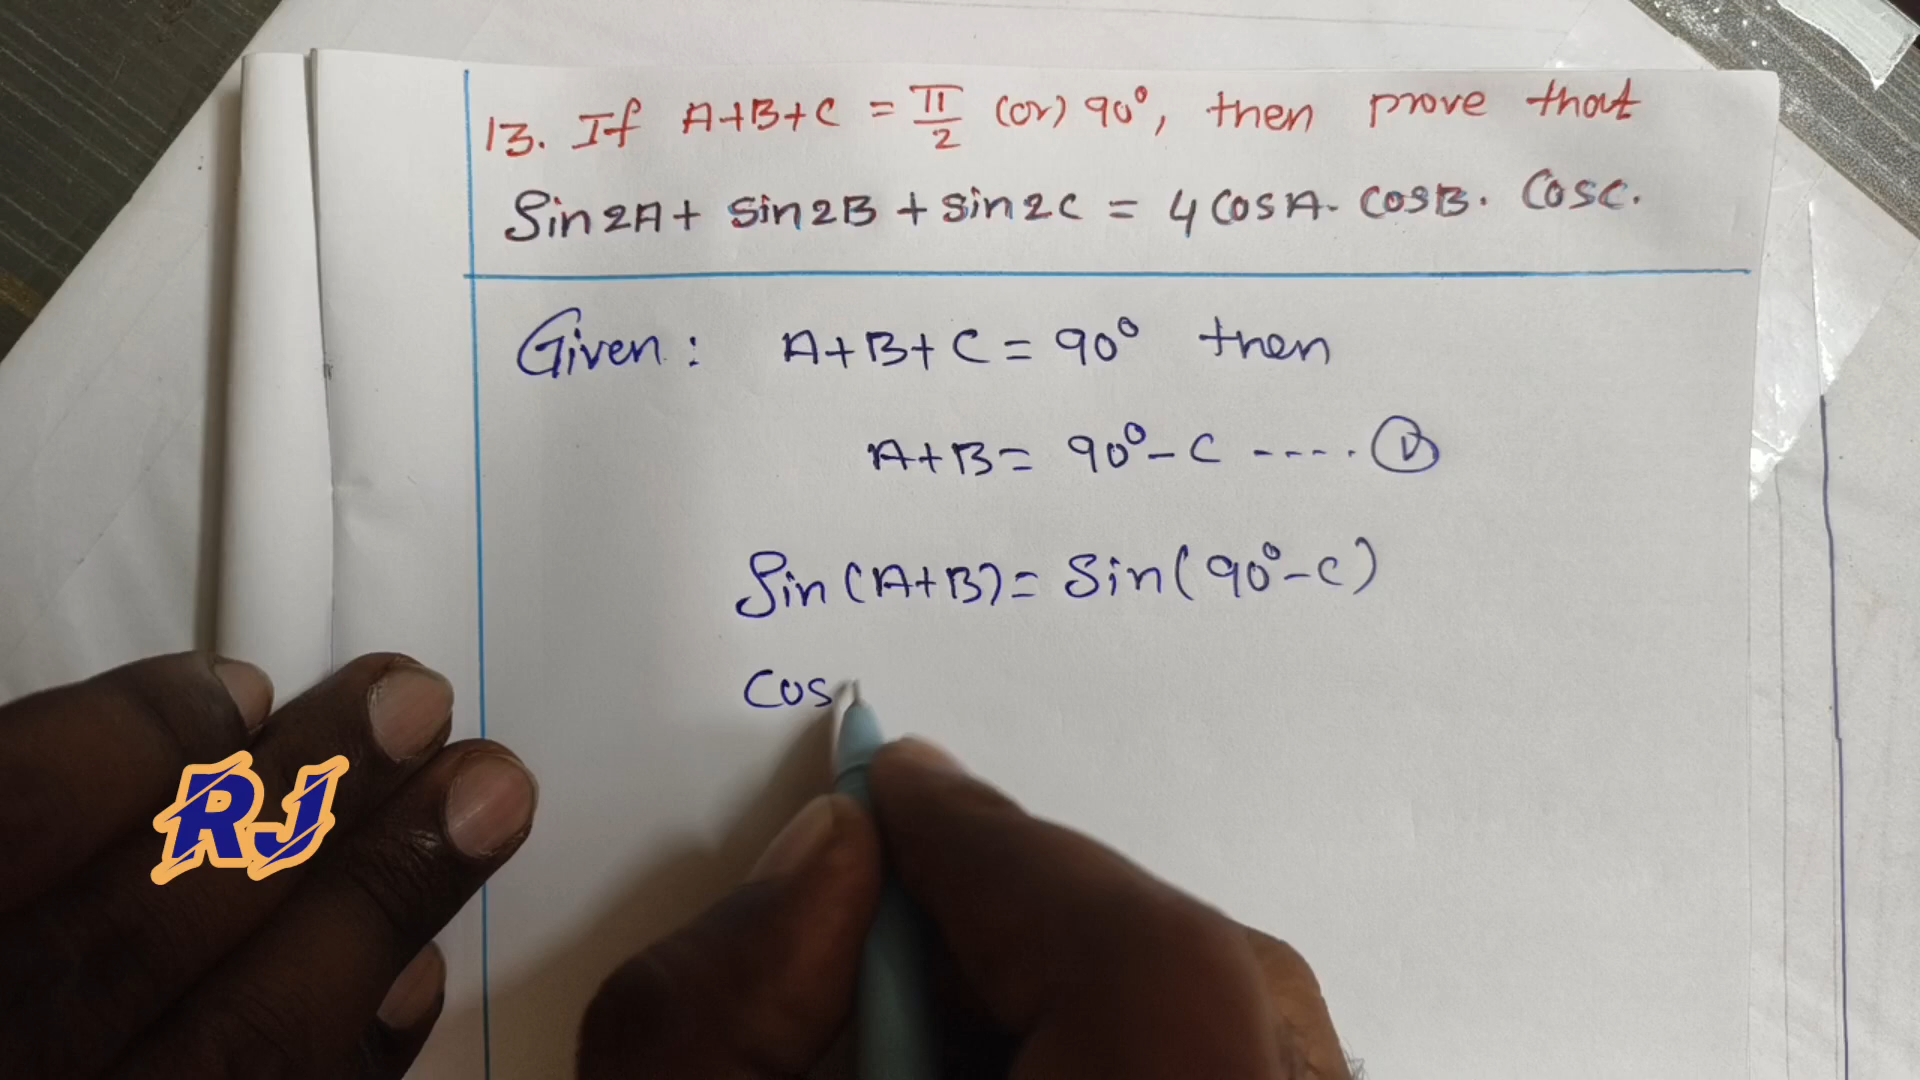 13. If A+B+C = π/2 (or) 90°, then prove that
Sin2A + Sin2B + Sin2C = 4 CosA. CosB. Cosc.
Given: A+B+C = 90° then
A+B = 90°-C ----.
Sin(A+B) = Sin(90°-C)
Cos
RJ